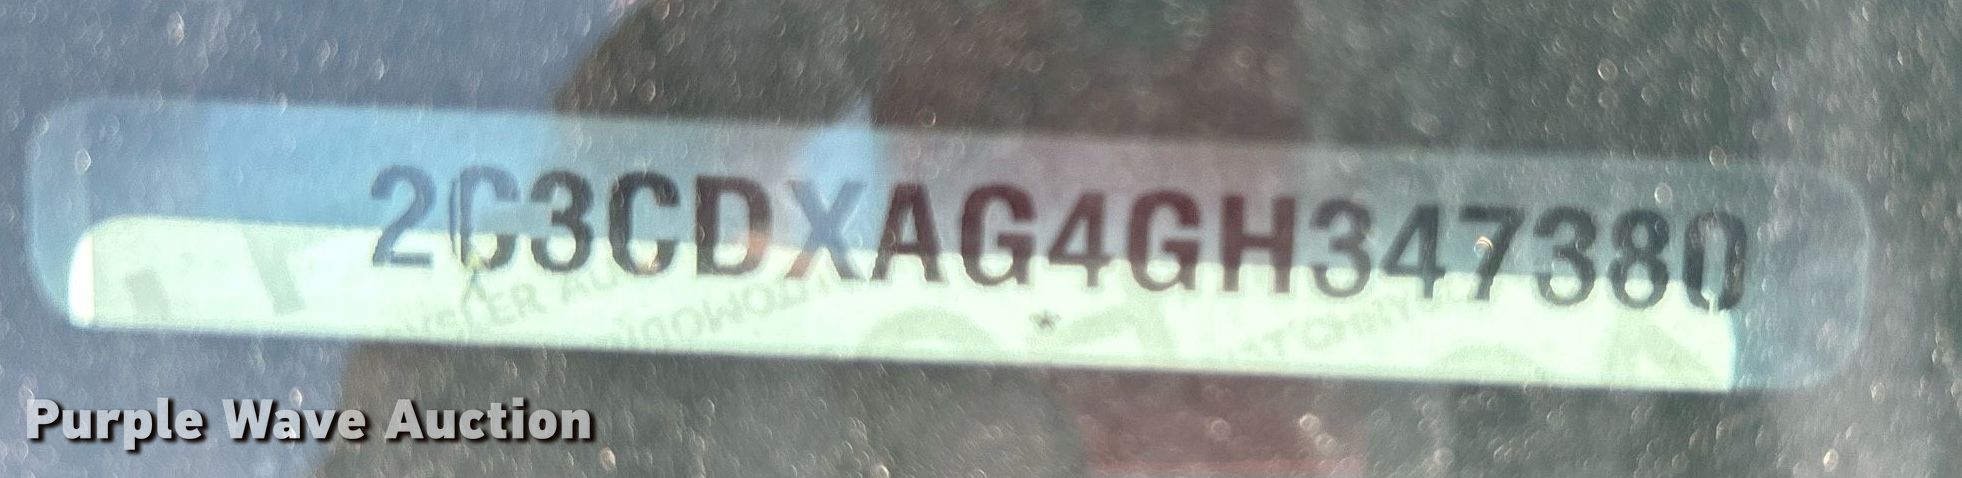 2C3CDXAG4GH347380
*
Purple Wave Auction